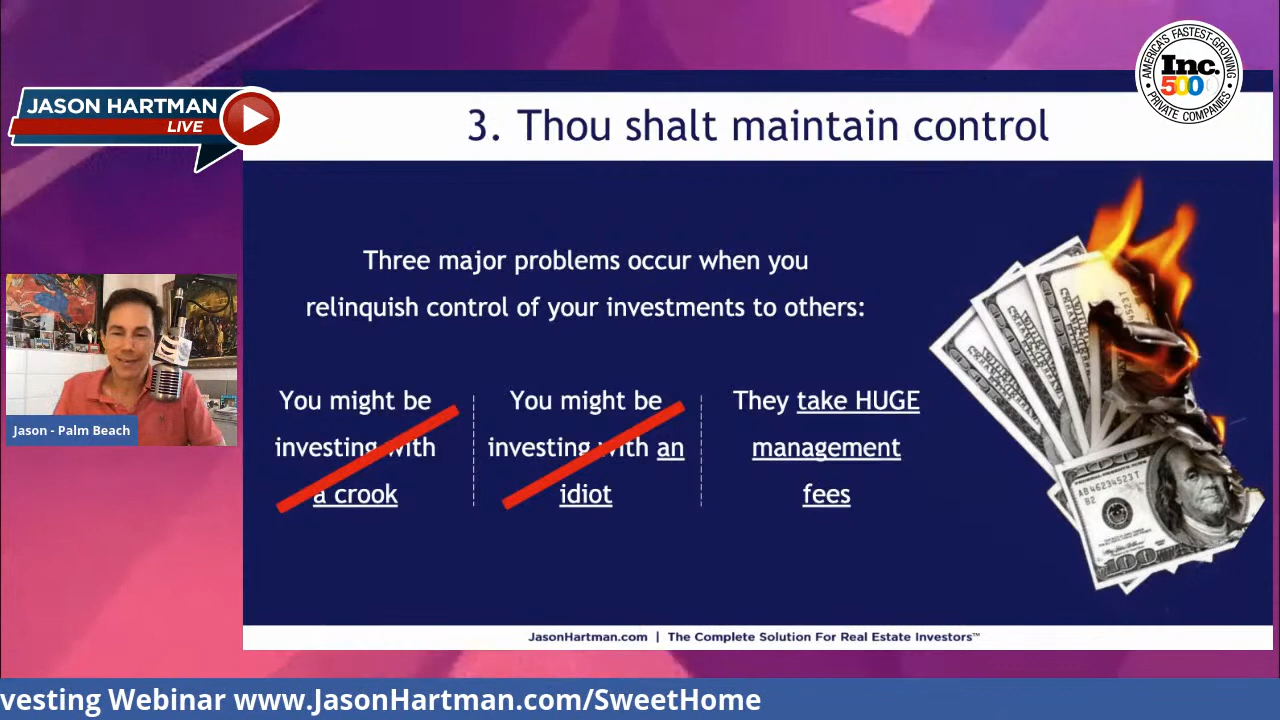 AMERICA'S FASTEST-GROWING
Inc.
500
PRIVATE COMPANIES
JASON HARTMAN
LIVE
3. Thou shalt maintain control
Three major problems occur when you
relinquish control of your investments to others:
You might be
investing with
a crook
You might be
investing with an
idiot
They take HUGE
management
fees
AB46234523T
B2
100
Jason - Palm Beach
JasonHartman.com | The Complete Solution For Real Estate Investors™
vesting Webinar www.JasonHartman.com/SweetHome